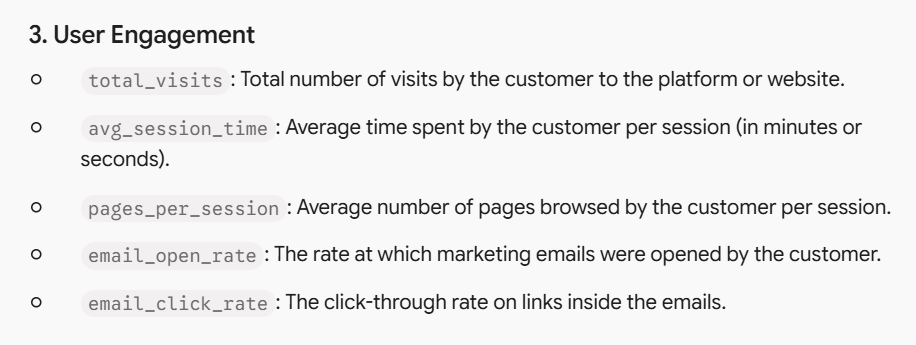 3. User Engagement
total_visits: Total number of visits by the customer to the platform or website.
avg_session_time: Average time spent by the customer per session (in minutes or
seconds).
pages_per_session: Average number of pages browsed by the customer per session.
email_open_rate: The rate at which marketing emails were opened by the customer.
email_click_rate: The click-through rate on links inside the emails.